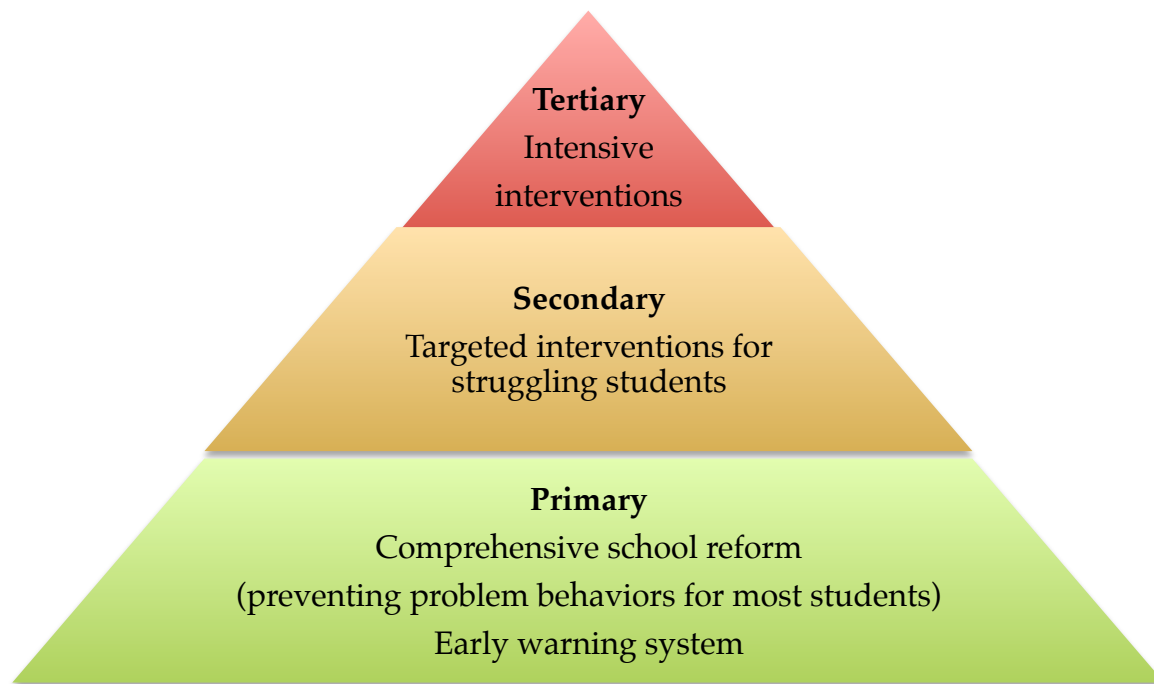 Tertiary
Intensive
interventions
Secondary
Targeted interventions for
struggling students
Primary
Comprehensive school reform
(preventing problem behaviors for most students)
Early warning system